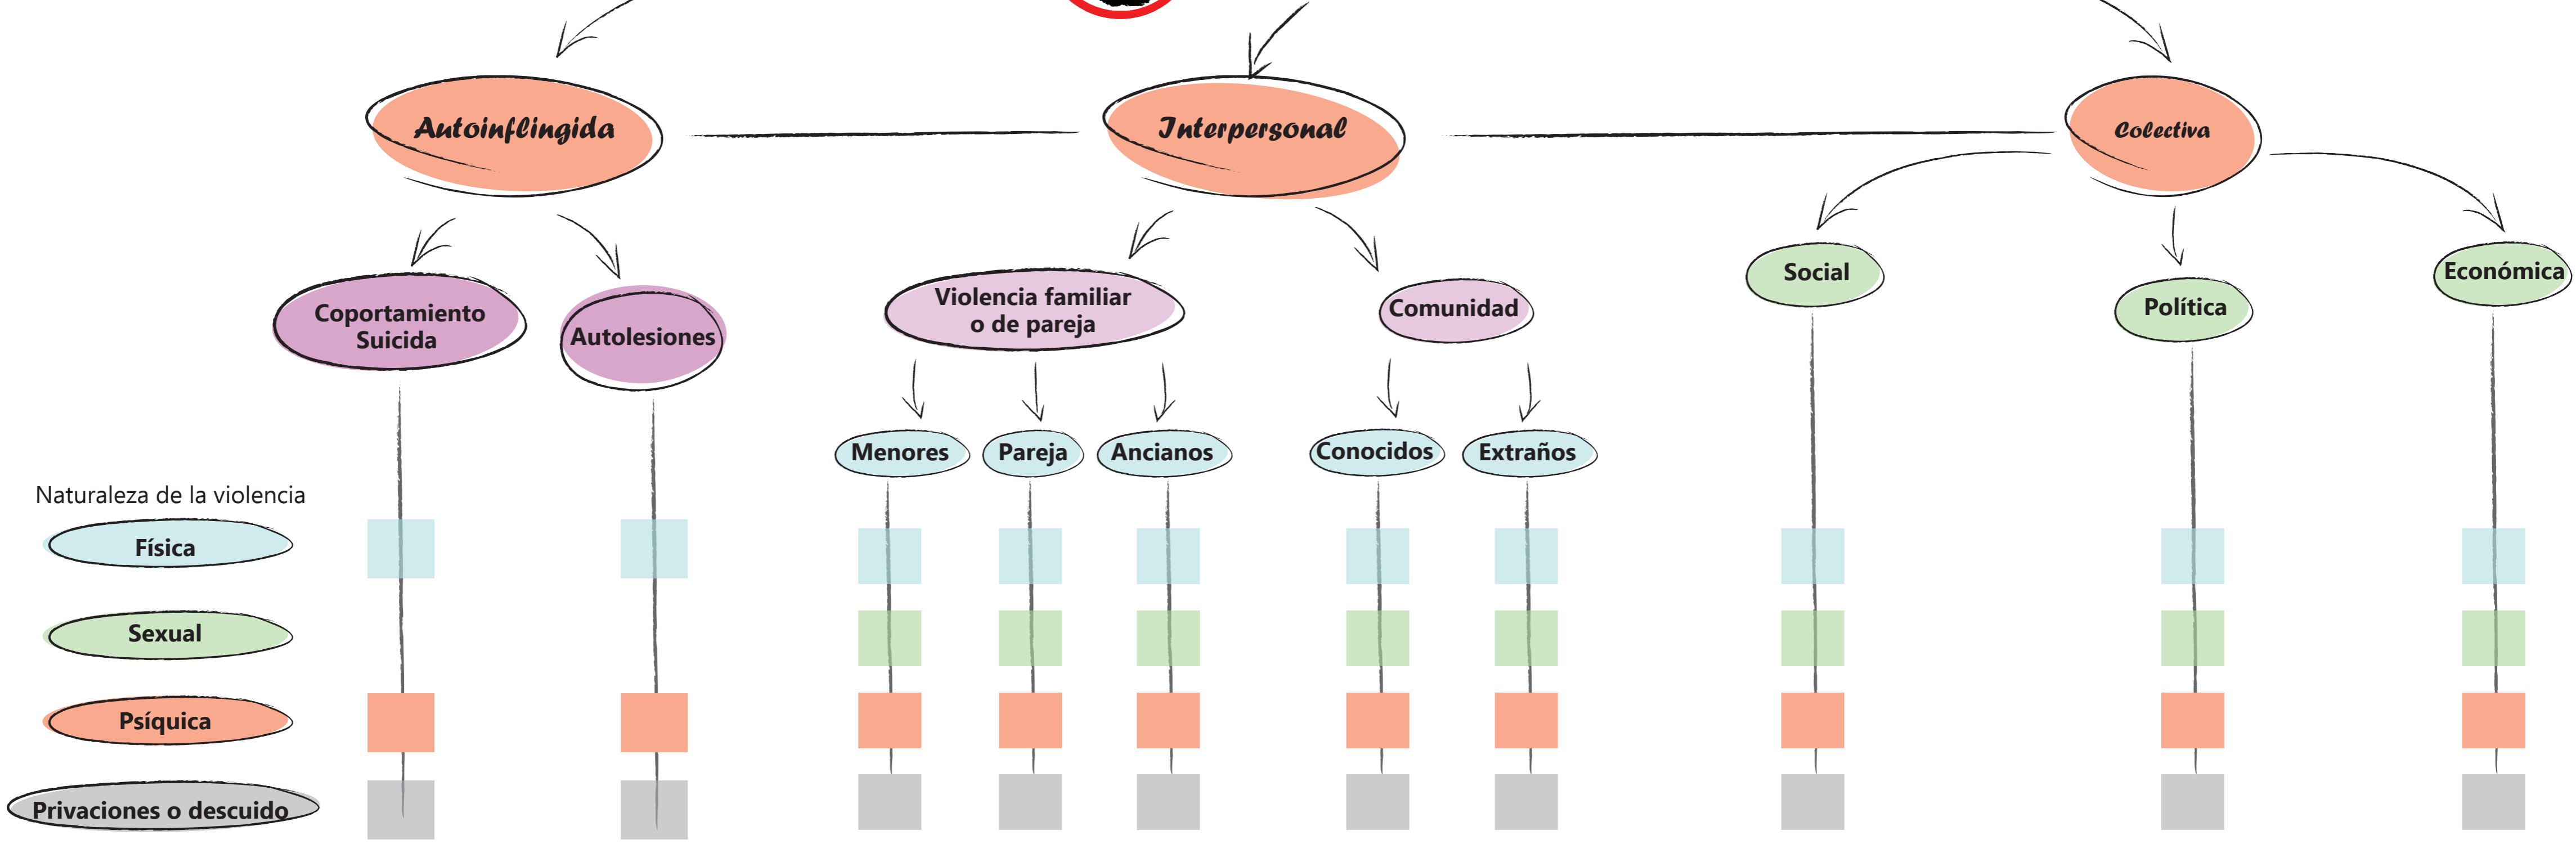 Autoinflingida
Interpersonal
Colectiva
Coportamiento
Suicida
Autolesiones
Violencia familiar
o de pareja
Comunidad
Social
Política
Económica
Menores
Pareja
Ancianos
Conocidos
Extraños
Naturaleza de la violencia
Física
Sexual
Psíquica
Privaciones o descuido